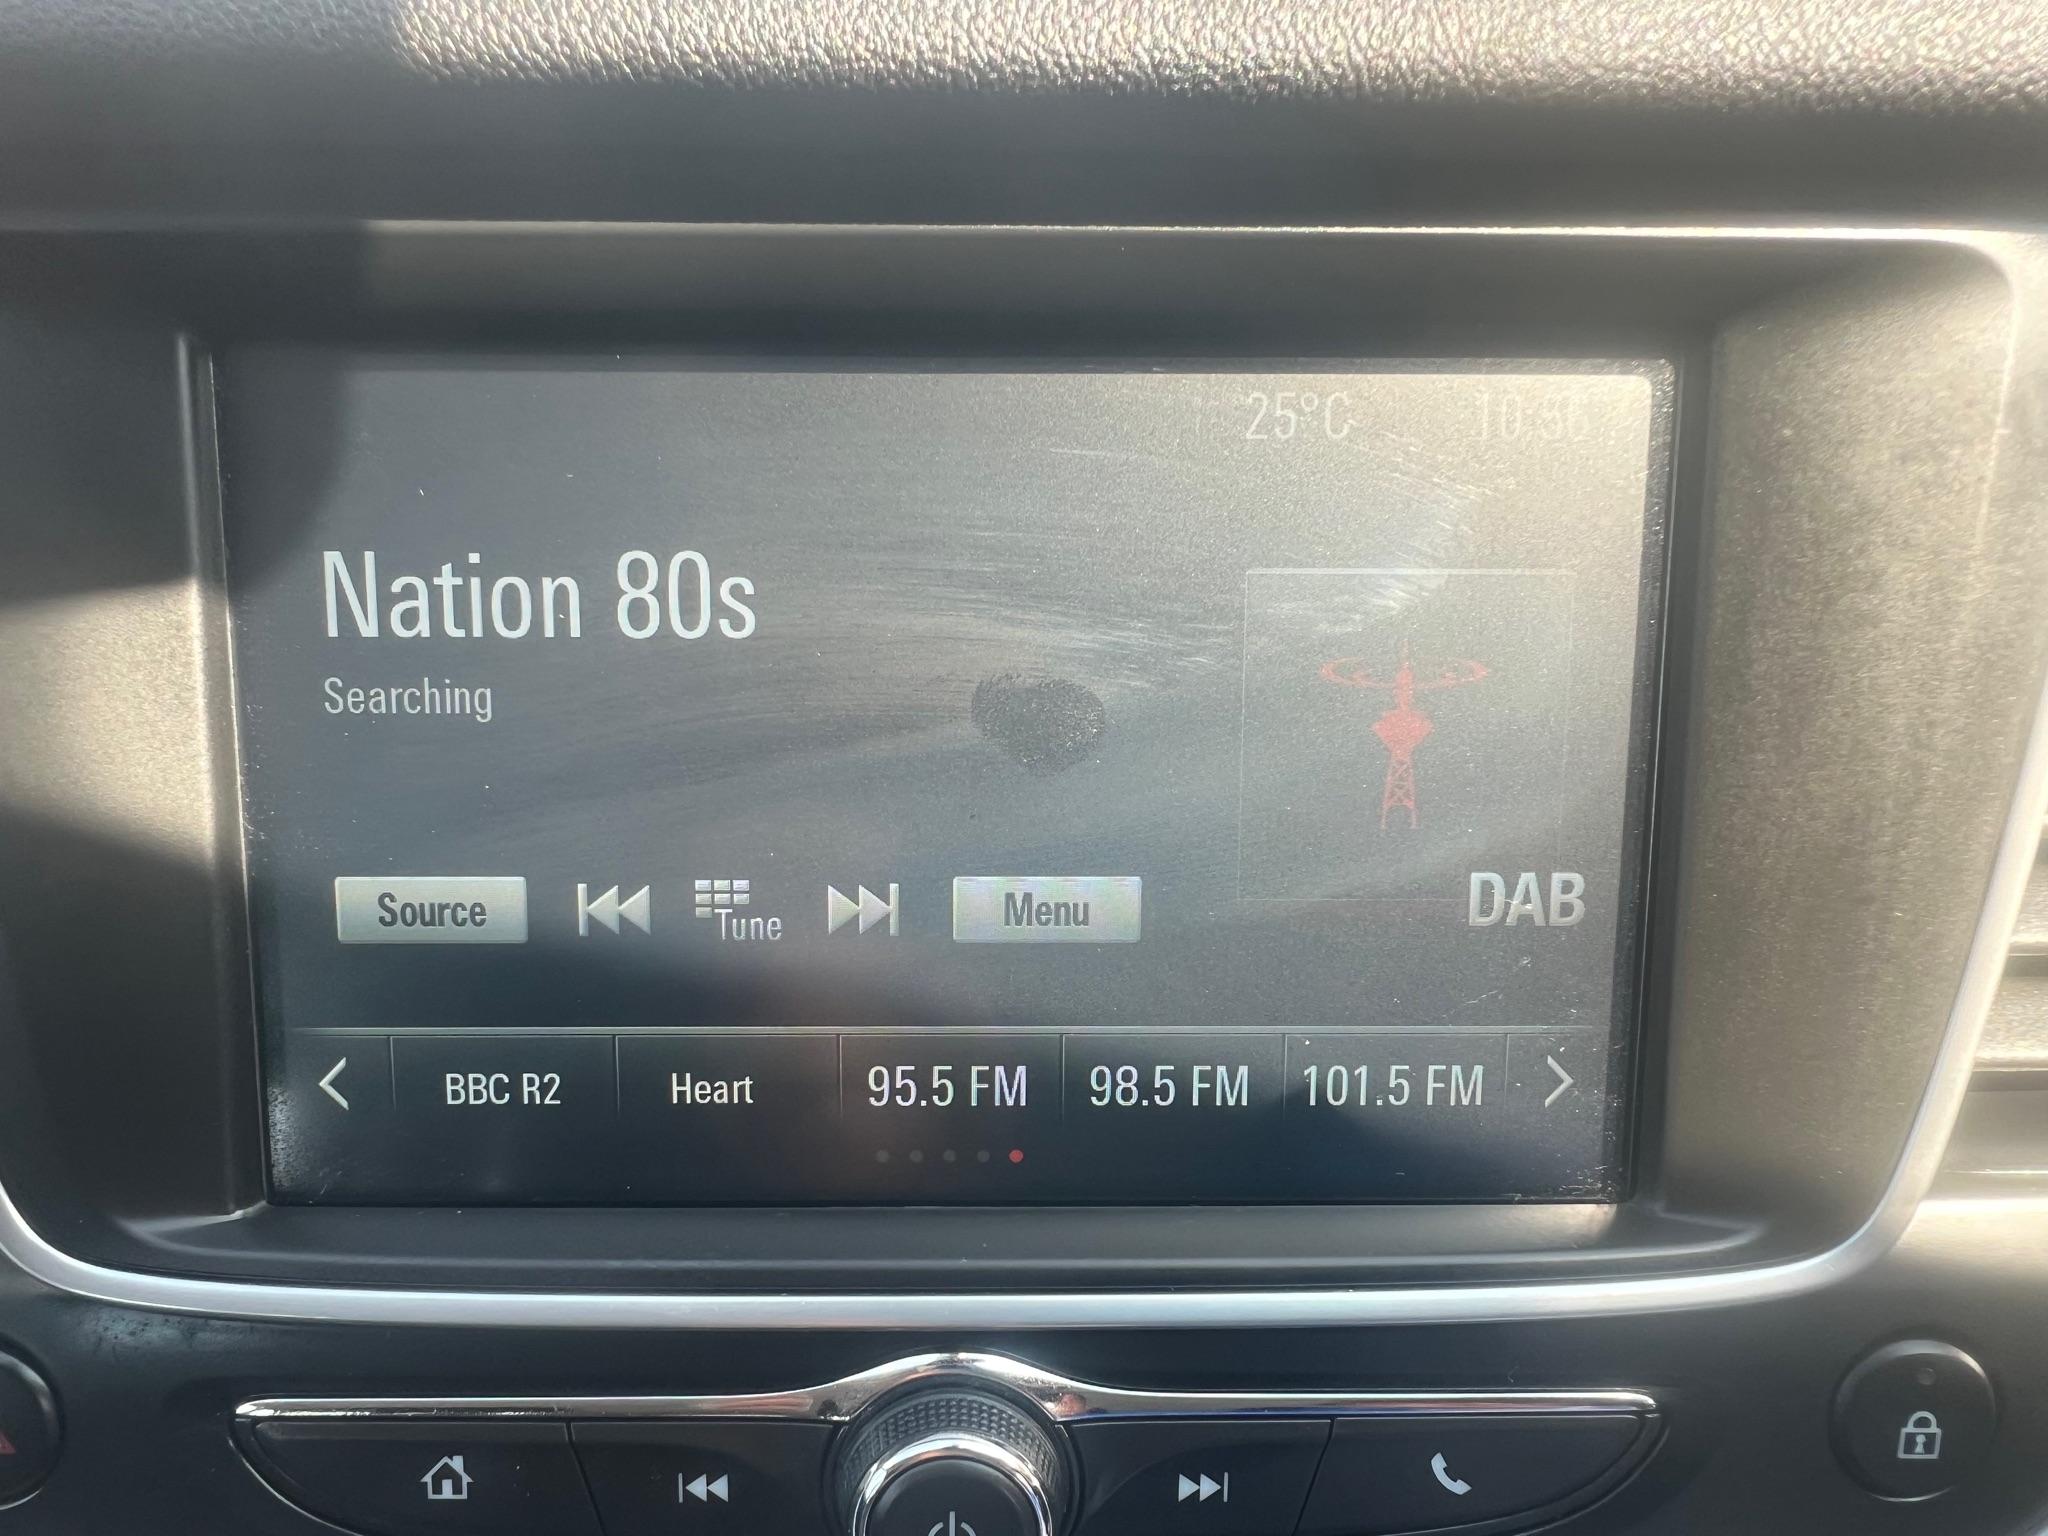 25°C
Nation 80s
Searching
Source Tune Menu DAB
BBC R2 Heart 95.5 FM 98.5 FM 101.5 FM